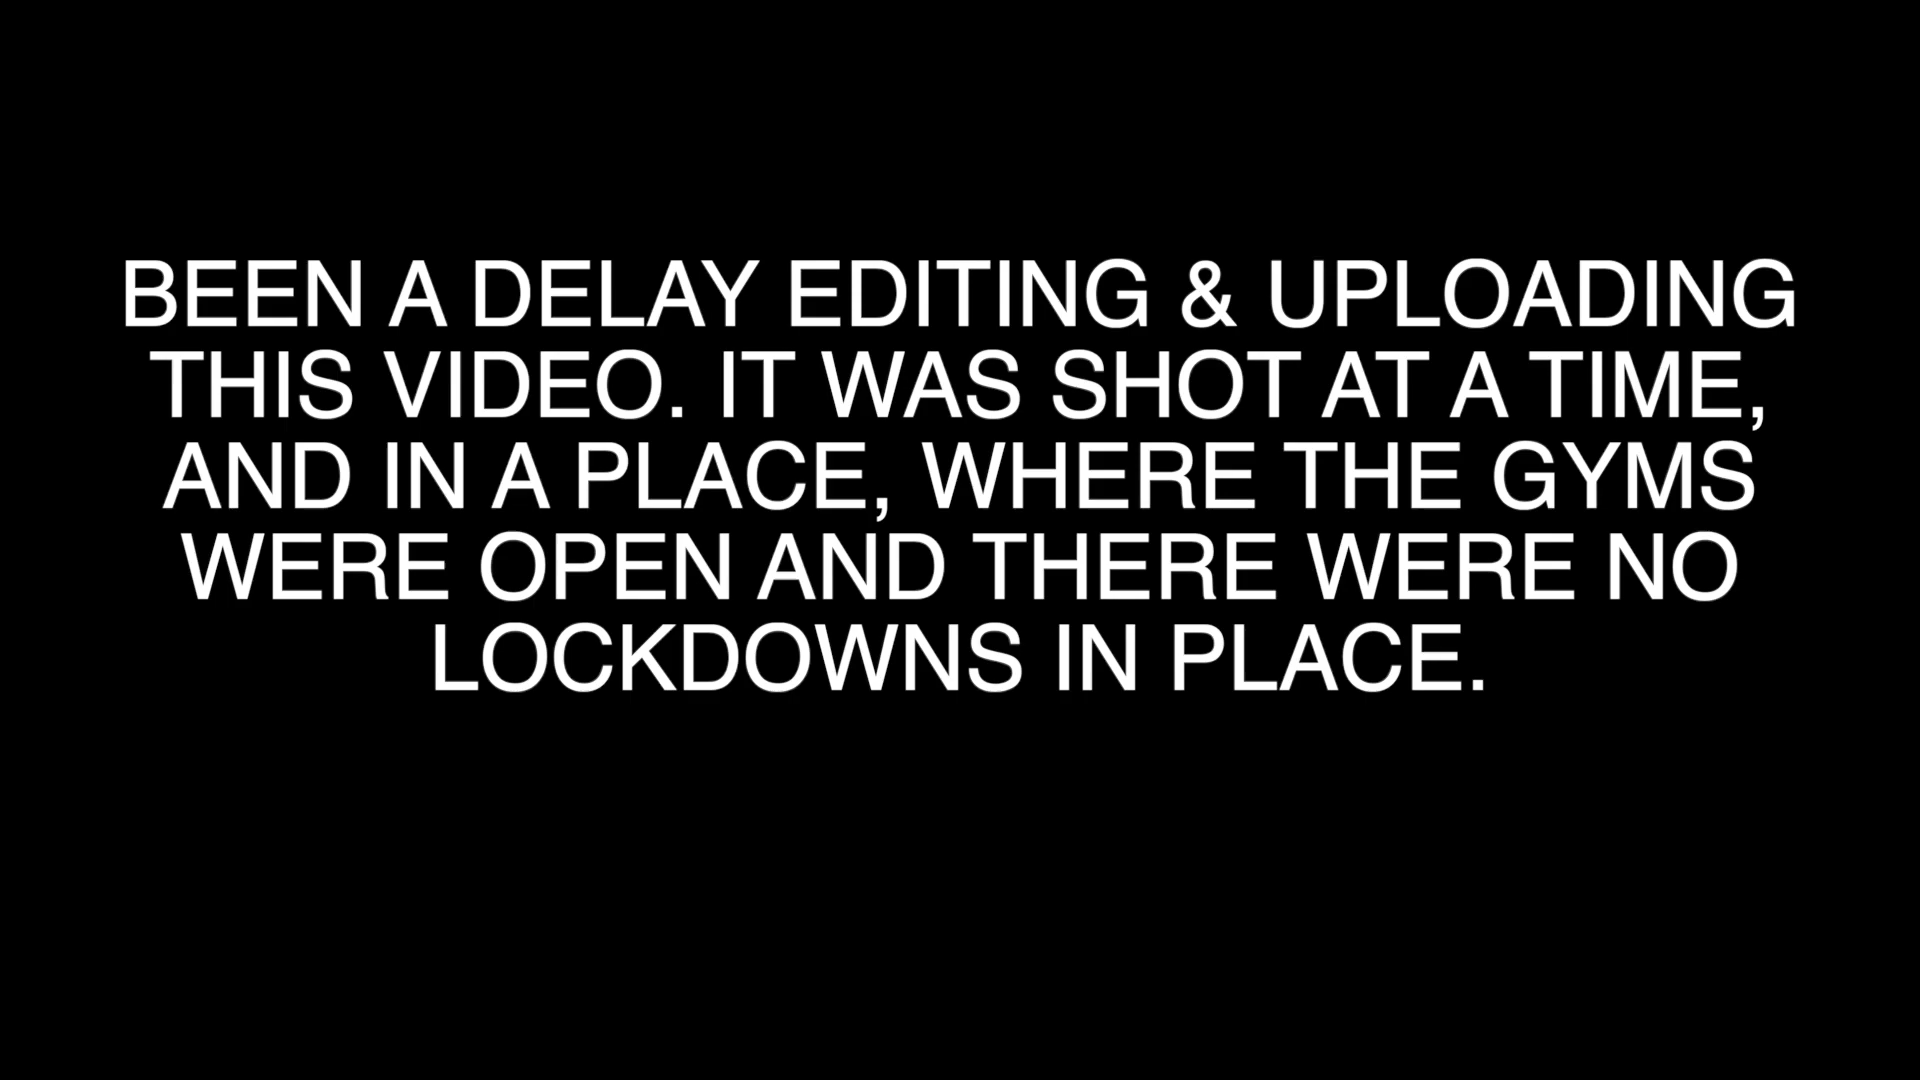 BEEN A DELAY EDITING & UPLOADING
THIS VIDEO. IT WAS SHOT AT A TIME,
AND IN A PLACE, WHERE THE GYMS
WERE OPEN AND THERE WERE NO
LOCKDOWNS IN PLACE.